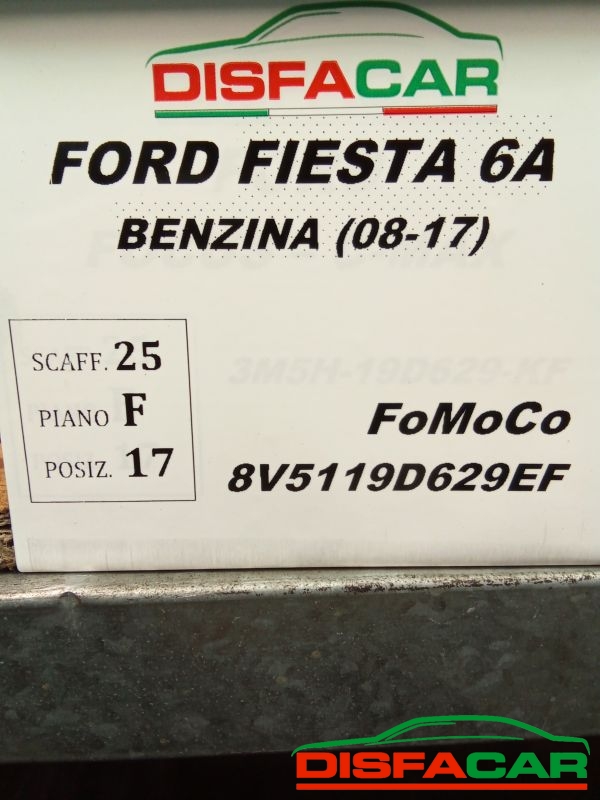 DISFACAR
FORD FIESTA 6A
BENZINA (08-17)
SCAFF. 25
PIANO F
POSIZ. 17
3M5H-19D629-KF
FoMoCo
8V5119D629EF
DISFACAR